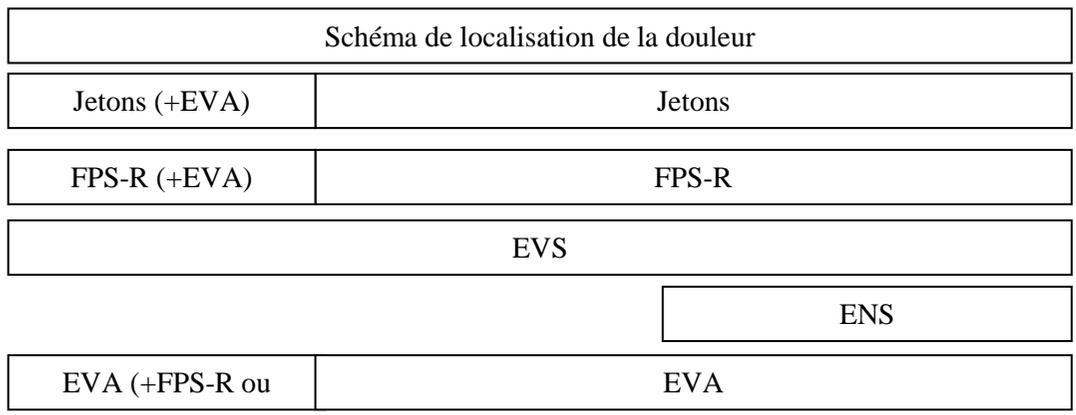 Schéma de localisation de la douleur
Jetons (+EVA) Jetons
FPS-R (+EVA) FPS-R
EVS
ENS
EVA (+FPS-R ou EVA